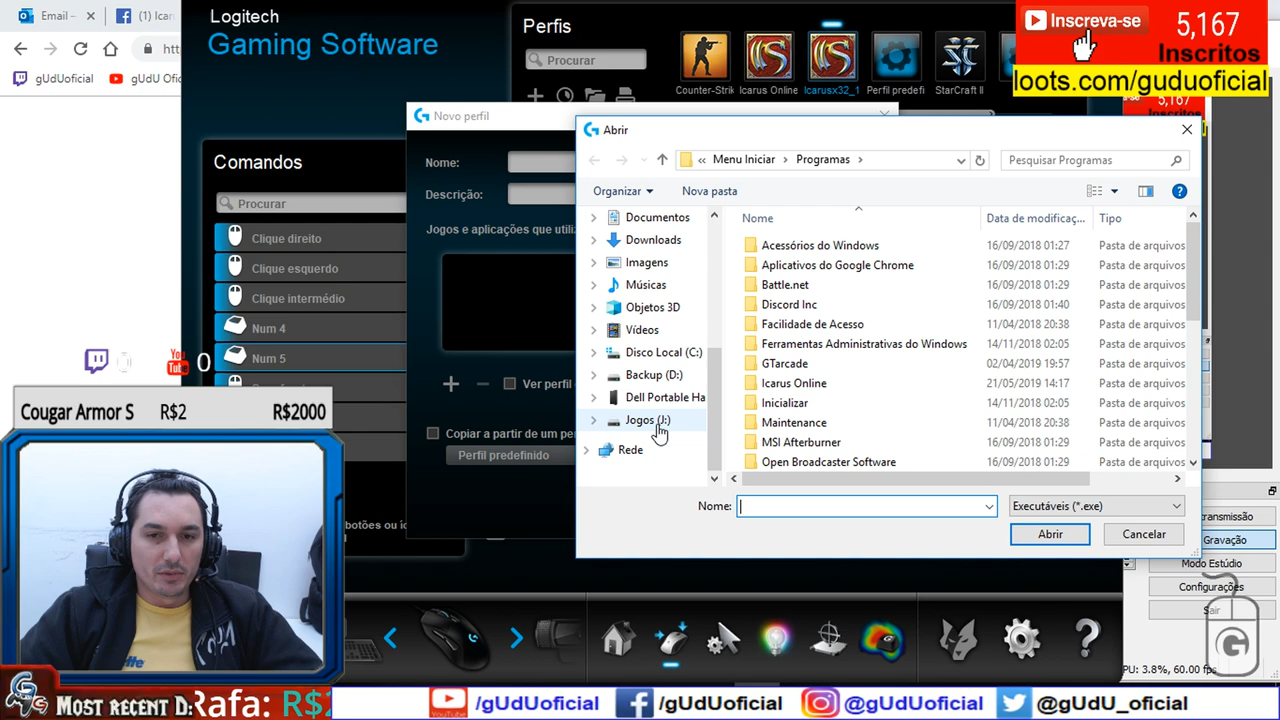 Email –
(1) Icar
Logitech
Gaming Software
Perfis
Procurar
Counter-Strik
Icarus Online
Icarusx32_1
Perfil predefi
StarCraft II
Inscreva-se
5,167
Inscritos
loots.com/guduoficial
5,167
htt
gUdUoficial
gUdU Ofic
Comandos
Procurar
Clique direito
Clique esquerdo
Clique intermédio
Num 4
Num 5
Novo perfil
Nome:
Descrição:
Jogos e aplicações que utiliz
Ver perfil
Copiar a partir de um per
Perfil predefinido
botões ou íc
Abrir
« Menu Iniciar › Programas ›
Pesquisar Programas
Organizar
Nova pasta
Documentos
Downloads
Imagens
Músicas
Objetos 3D
Vídeos
Disco Local (C:)
Backup (D:)
Dell Portable Ha
Jogos (J:)
Rede
Nome
Data de modificaç...
Tipo
Acessórios do Windows 16/09/2018 01:27 Pasta de arquivos
Aplicativos do Google Chrome 16/09/2018 01:29 Pasta de arquivos
Battle.net 16/09/2018 01:29 Pasta de arquivos
Discord Inc 16/09/2018 01:40 Pasta de arquivos
Facilidade de Acesso 11/04/2018 20:38 Pasta de arquivos
Ferramentas Administrativas do Windows 14/11/2018 02:05 Pasta de arquivos
GTarcade 02/04/2019 19:57 Pasta de arquivos
Icarus Online 21/05/2019 14:17 Pasta de arquivos
Inicializar 14/11/2018 02:05 Pasta de arquivos
Maintenance 11/04/2018 20:38 Pasta de arquivos
MSI Afterburner 16/09/2018 01:29 Pasta de arquivos
Open Broadcaster Software 16/09/2018 01:29 Pasta de arquivos
Nome:
Executáveis (*.exe)
Abrir
Cancelar
You
Tube
0
Cougar Armor S R$2 R$2000
transmissão
Gravação
Modo Estúdio
Configurações
Sair
PU: 3.8%, 60.00 fps
Most recent D:
Rafa: R$
YouTube
/gUdUoficial
/gUdUoficial
@gUdUoficial
@gUdU_oficial